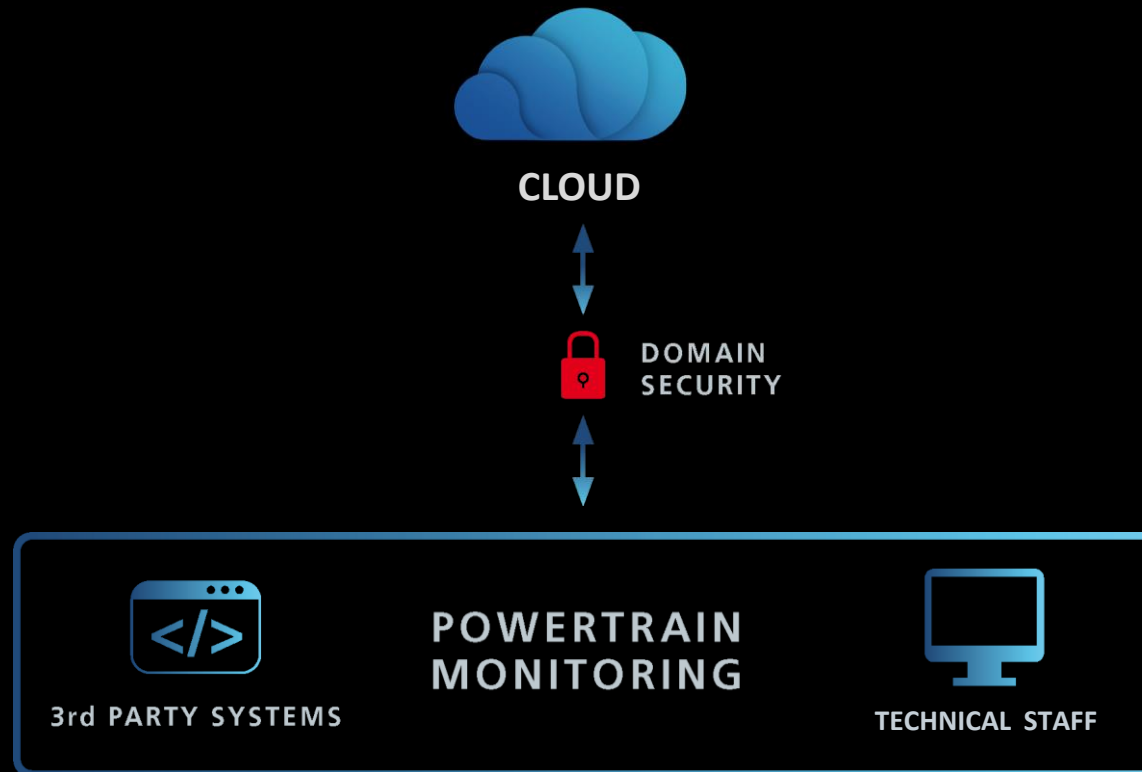 CLOUD
DOMAIN
SECURITY
</>
POWERTRAIN
MONITORING
3rd PARTY SYSTEMS
TECHNICAL STAFF